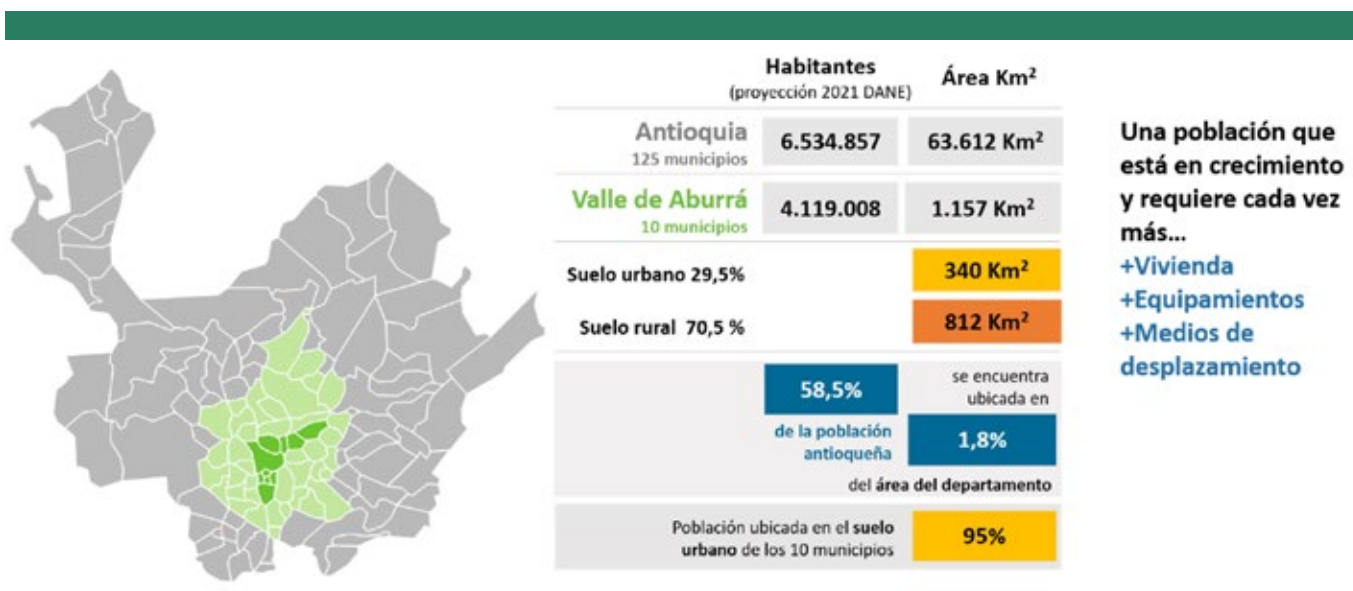 Habitantes
(proyección 2021 DANE)
Área Km²
Antioquia
125 municipios
6.534.857
63.612 Km²
Valle de Aburrá
10 municipios
4.119.008
1.157 Km²
Suelo urbano 29,5%
340 Km²
Suelo rural 70,5 %
812 Km²
58,5%
de la población
antioqueña
se encuentra
ubicada en
1,8%
del área del departamento
Población ubicada en el suelo
urbano de los 10 municipios
95%
Una población que
está en crecimiento
y requiere cada vez
más...
+Vivienda
+Equipamientos
+Medios de
desplazamiento